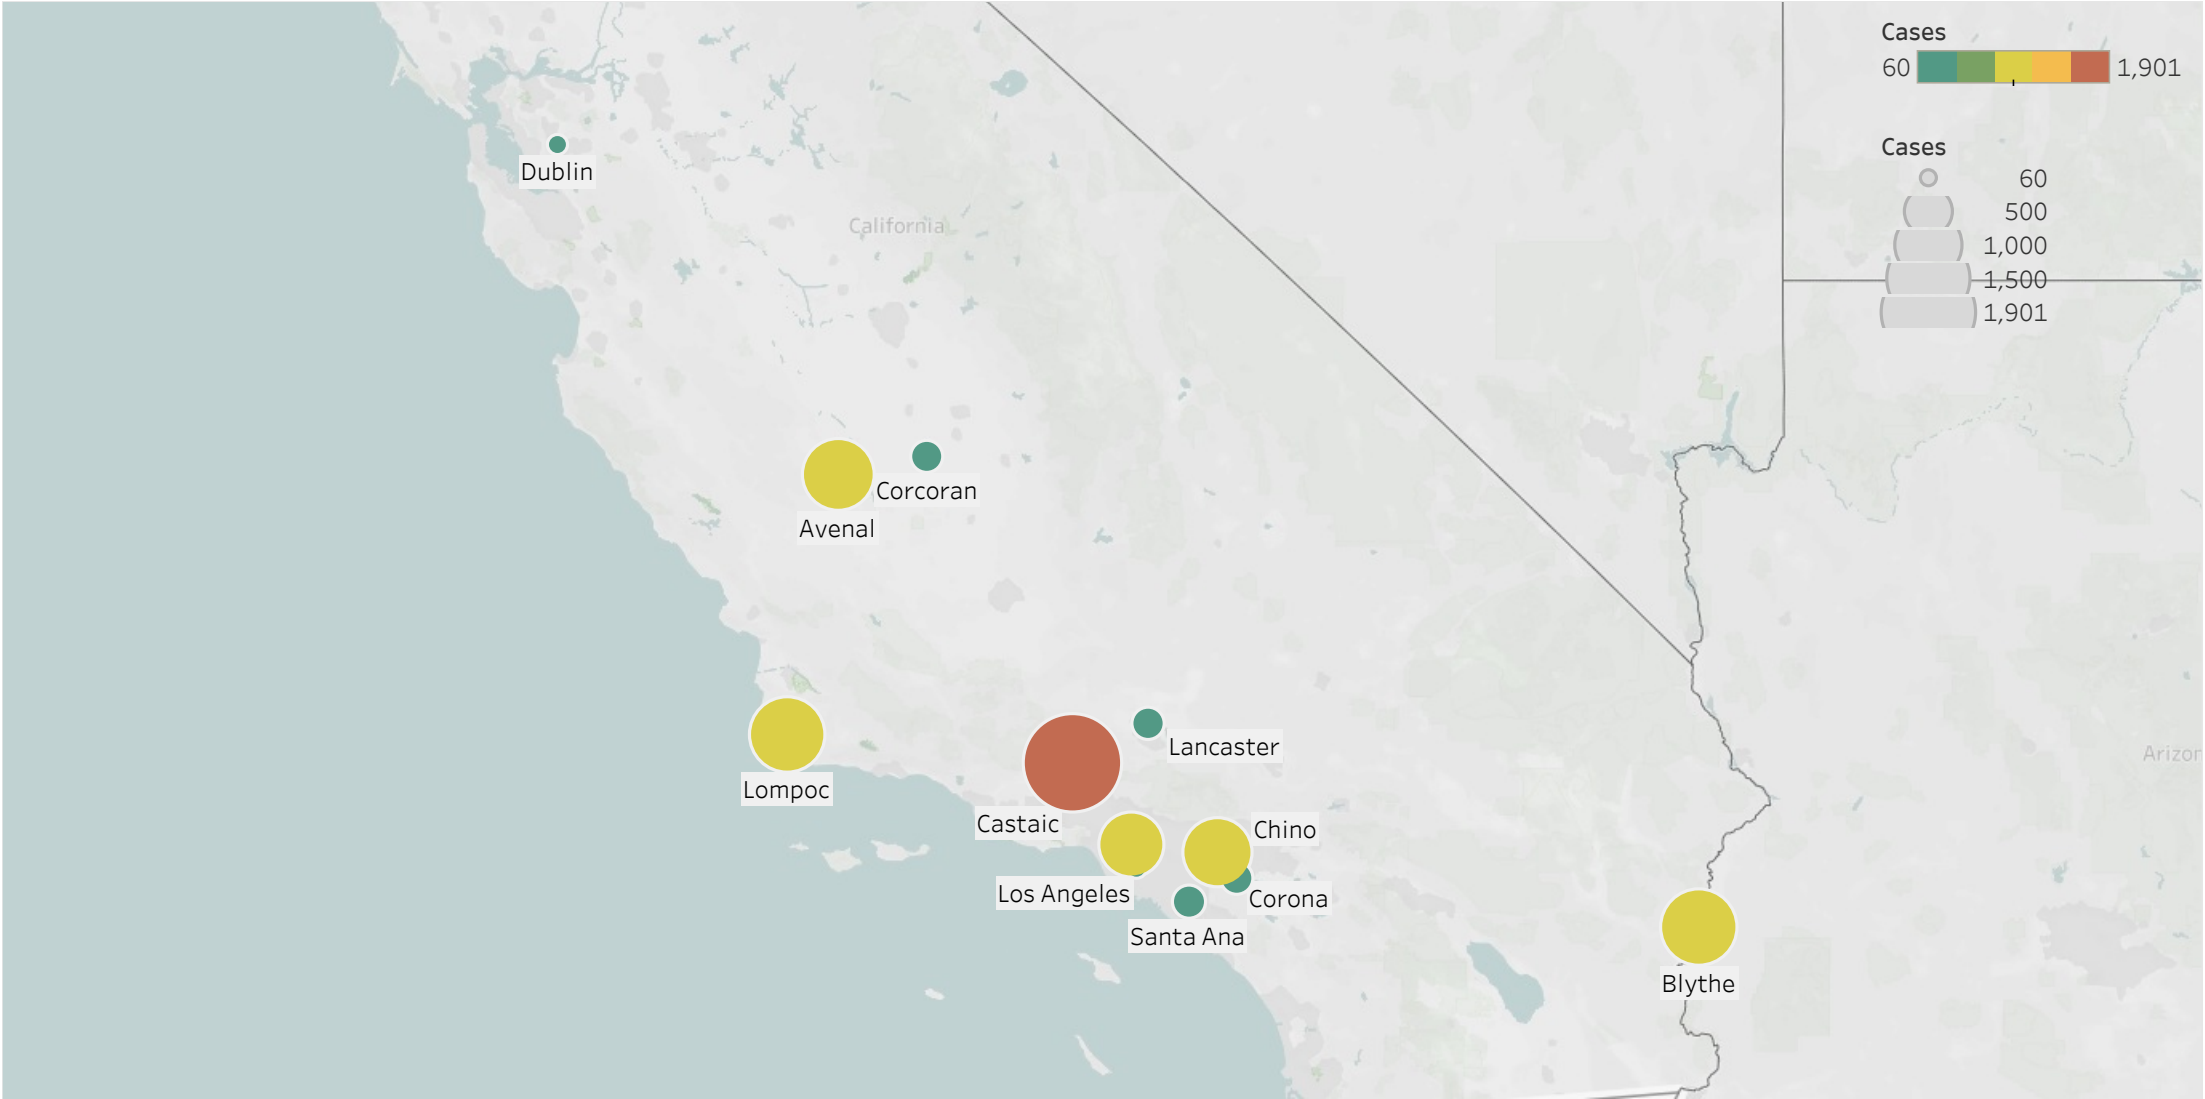 Cases
60 1,901
Cases
60
500
1,000
1,500
1,901
Dublin
California
Corcoran
Avenal
Lancaster
Arizon
Lompoc
Castaic
Chino
Los Angeles
Corona
Santa Ana
Blythe